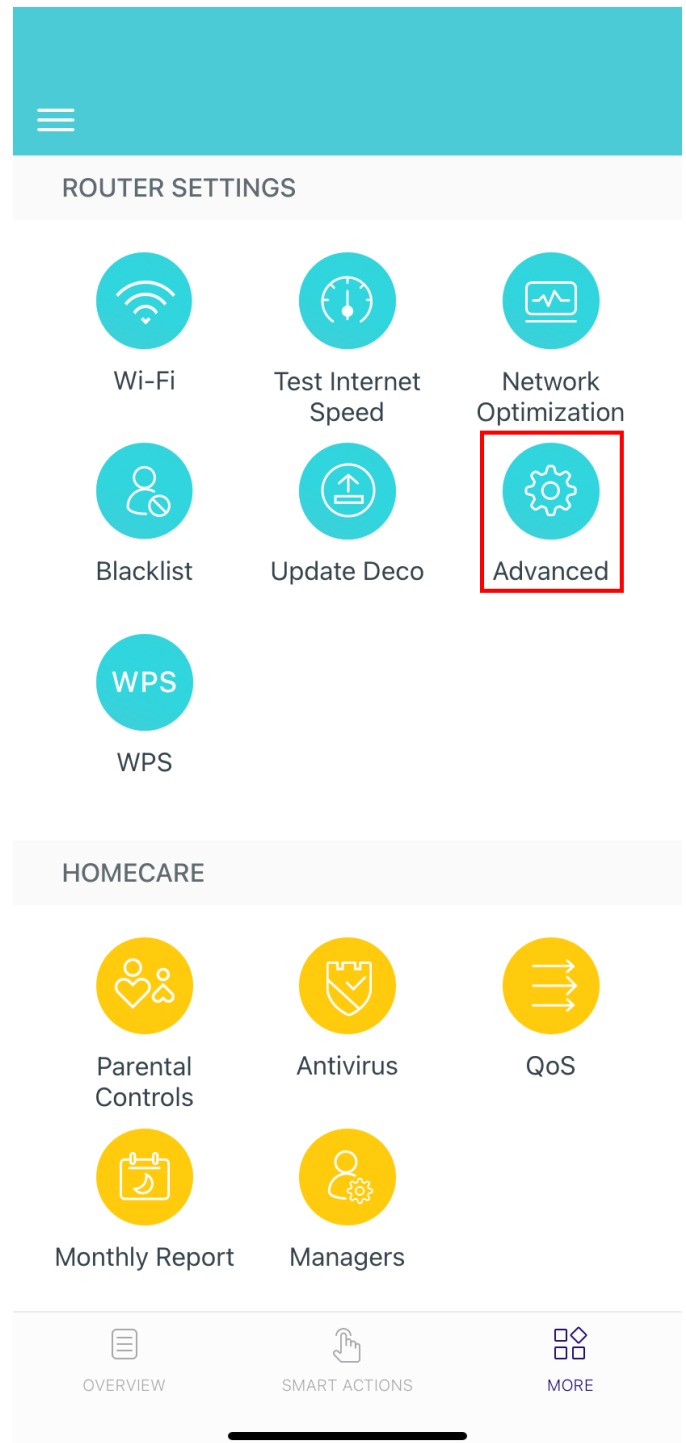 ROUTER SETTINGS
Wi-Fi
Test Internet
Speed
Network
Optimization
Blacklist
Update Deco
Advanced
WPS
WPS
HOMECARE
Parental
Controls
Antivirus
QoS
Monthly Report
Managers
OVERVIEW
SMART ACTIONS
MORE